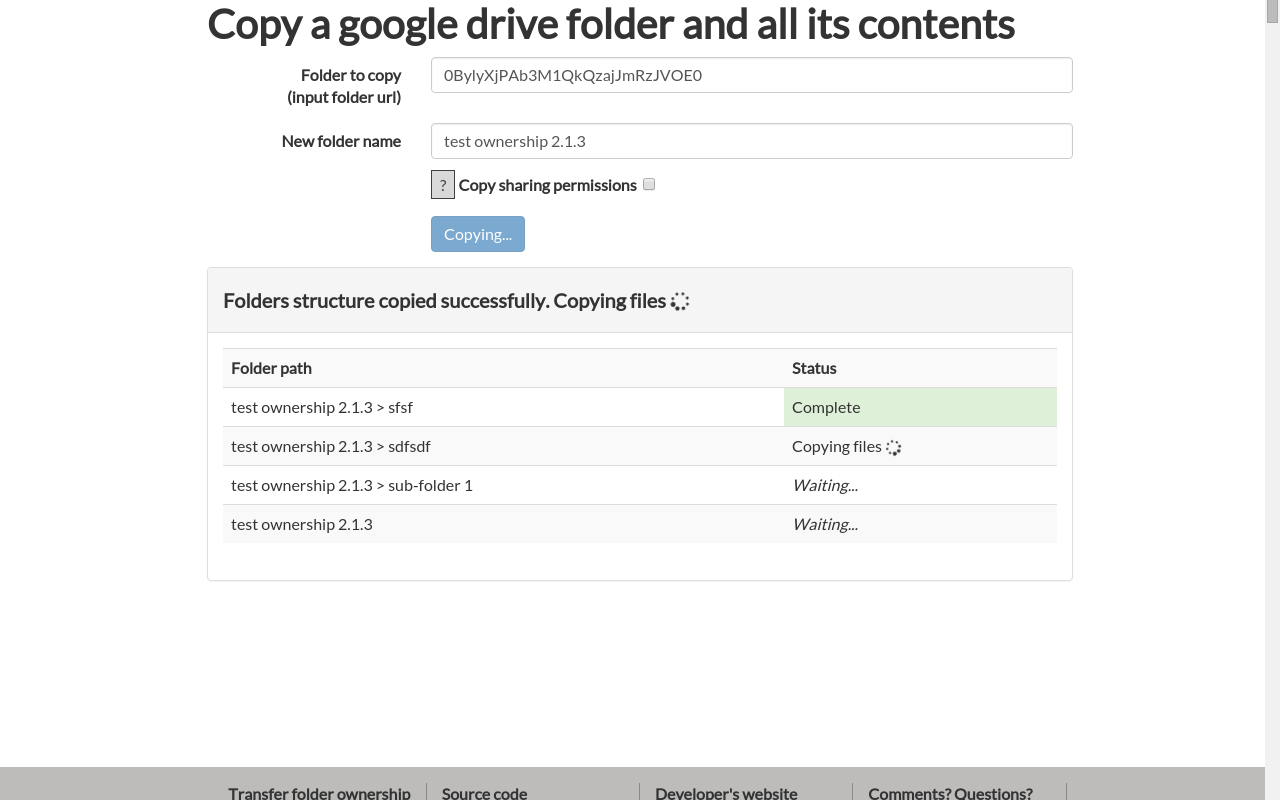 Copy a google drive folder and all its contents
Folder to copy
(input folder url)
0BylyXjPAb3M1QkQzajJmRzJVOE0
New folder name
test ownership 2.1.3
? Copy sharing permissions
Copying...
Folders structure copied successfully. Copying files
Folder path Status
test ownership 2.1.3 > sfsf Complete
test ownership 2.1.3 > sdfsdf Copying files
test ownership 2.1.3 > sub-folder 1 Waiting...
test ownership 2.1.3 Waiting...
Transfer folder ownership Source code Developer's website Comments? Questions?